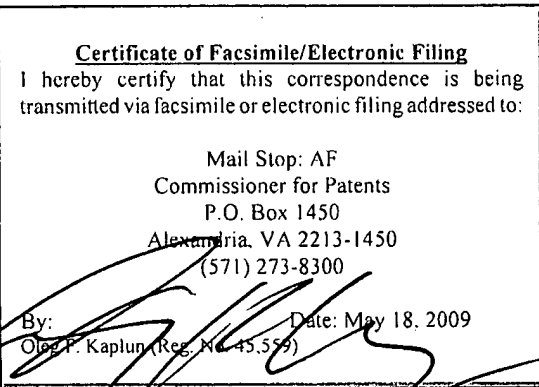 Certificate of Facsimile/Electronic Filing
I hereby certify that this correspondence is being
transmitted via facsimile or electronic filing addressed to:
Mail Stop: AF
Commissioner for Patents
P.O. Box 1450
Alexandria, VA 2213-1450
(571) 273-8300
By: Date: May 18, 2009
Oleg F. Kaplun (Reg. No. 45,559)